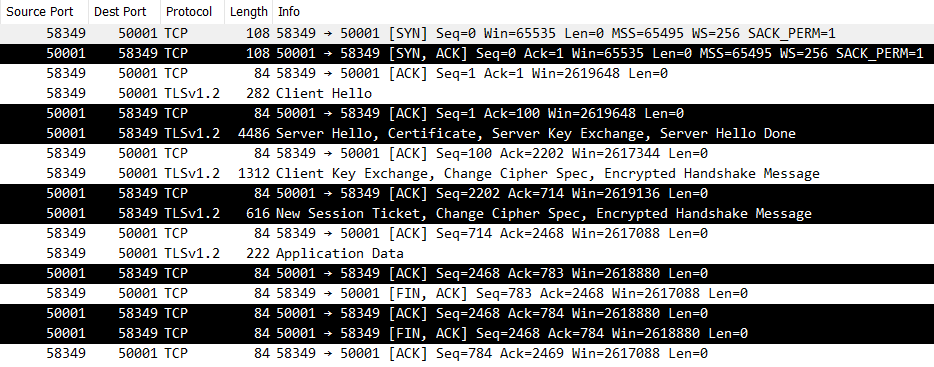 Source Port Dest Port Protocol Length Info
58349 50001 TCP 108 58349 → 50001 [SYN] Seq=0 Win=65535 Len=0 MSS=65495 WS=256 SACK_PERM=1
50001 58349 TCP 108 50001 → 58349 [SYN, ACK] Seq=0 Ack=1 Win=65535 Len=0 MSS=65495 WS=256 SACK_PERM=1
58349 50001 TCP 84 58349 → 50001 [ACK] Seq=1 Ack=1 Win=2619648 Len=0
58349 50001 TLSv1.2 282 Client Hello
50001 58349 TCP 84 50001 → 58349 [ACK] Seq=1 Ack=100 Win=2619648 Len=0
50001 58349 TLSv1.2 4486 Server Hello, Certificate, Server Key Exchange, Server Hello Done
58349 50001 TCP 84 58349 → 50001 [ACK] Seq=100 Ack=2202 Win=2617344 Len=0
58349 50001 TLSv1.2 1312 Client Key Exchange, Change Cipher Spec, Encrypted Handshake Message
50001 58349 TCP 84 50001 → 58349 [ACK] Seq=2202 Ack=714 Win=2619136 Len=0
50001 58349 TLSv1.2 616 New Session Ticket, Change Cipher Spec, Encrypted Handshake Message
58349 50001 TCP 84 58349 → 50001 [ACK] Seq=714 Ack=2468 Win=2617088 Len=0
58349 50001 TLSv1.2 222 Application Data
50001 58349 TCP 84 50001 → 58349 [ACK] Seq=2468 Ack=783 Win=2618880 Len=0
58349 50001 TCP 84 58349 → 50001 [FIN, ACK] Seq=783 Ack=2468 Win=2617088 Len=0
50001 58349 TCP 84 50001 → 58349 [ACK] Seq=2468 Ack=784 Win=2618880 Len=0
50001 58349 TCP 84 50001 → 58349 [FIN, ACK] Seq=2468 Ack=784 Win=2618880 Len=0
58349 50001 TCP 84 58349 → 50001 [ACK] Seq=784 Ack=2469 Win=2617088 Len=0